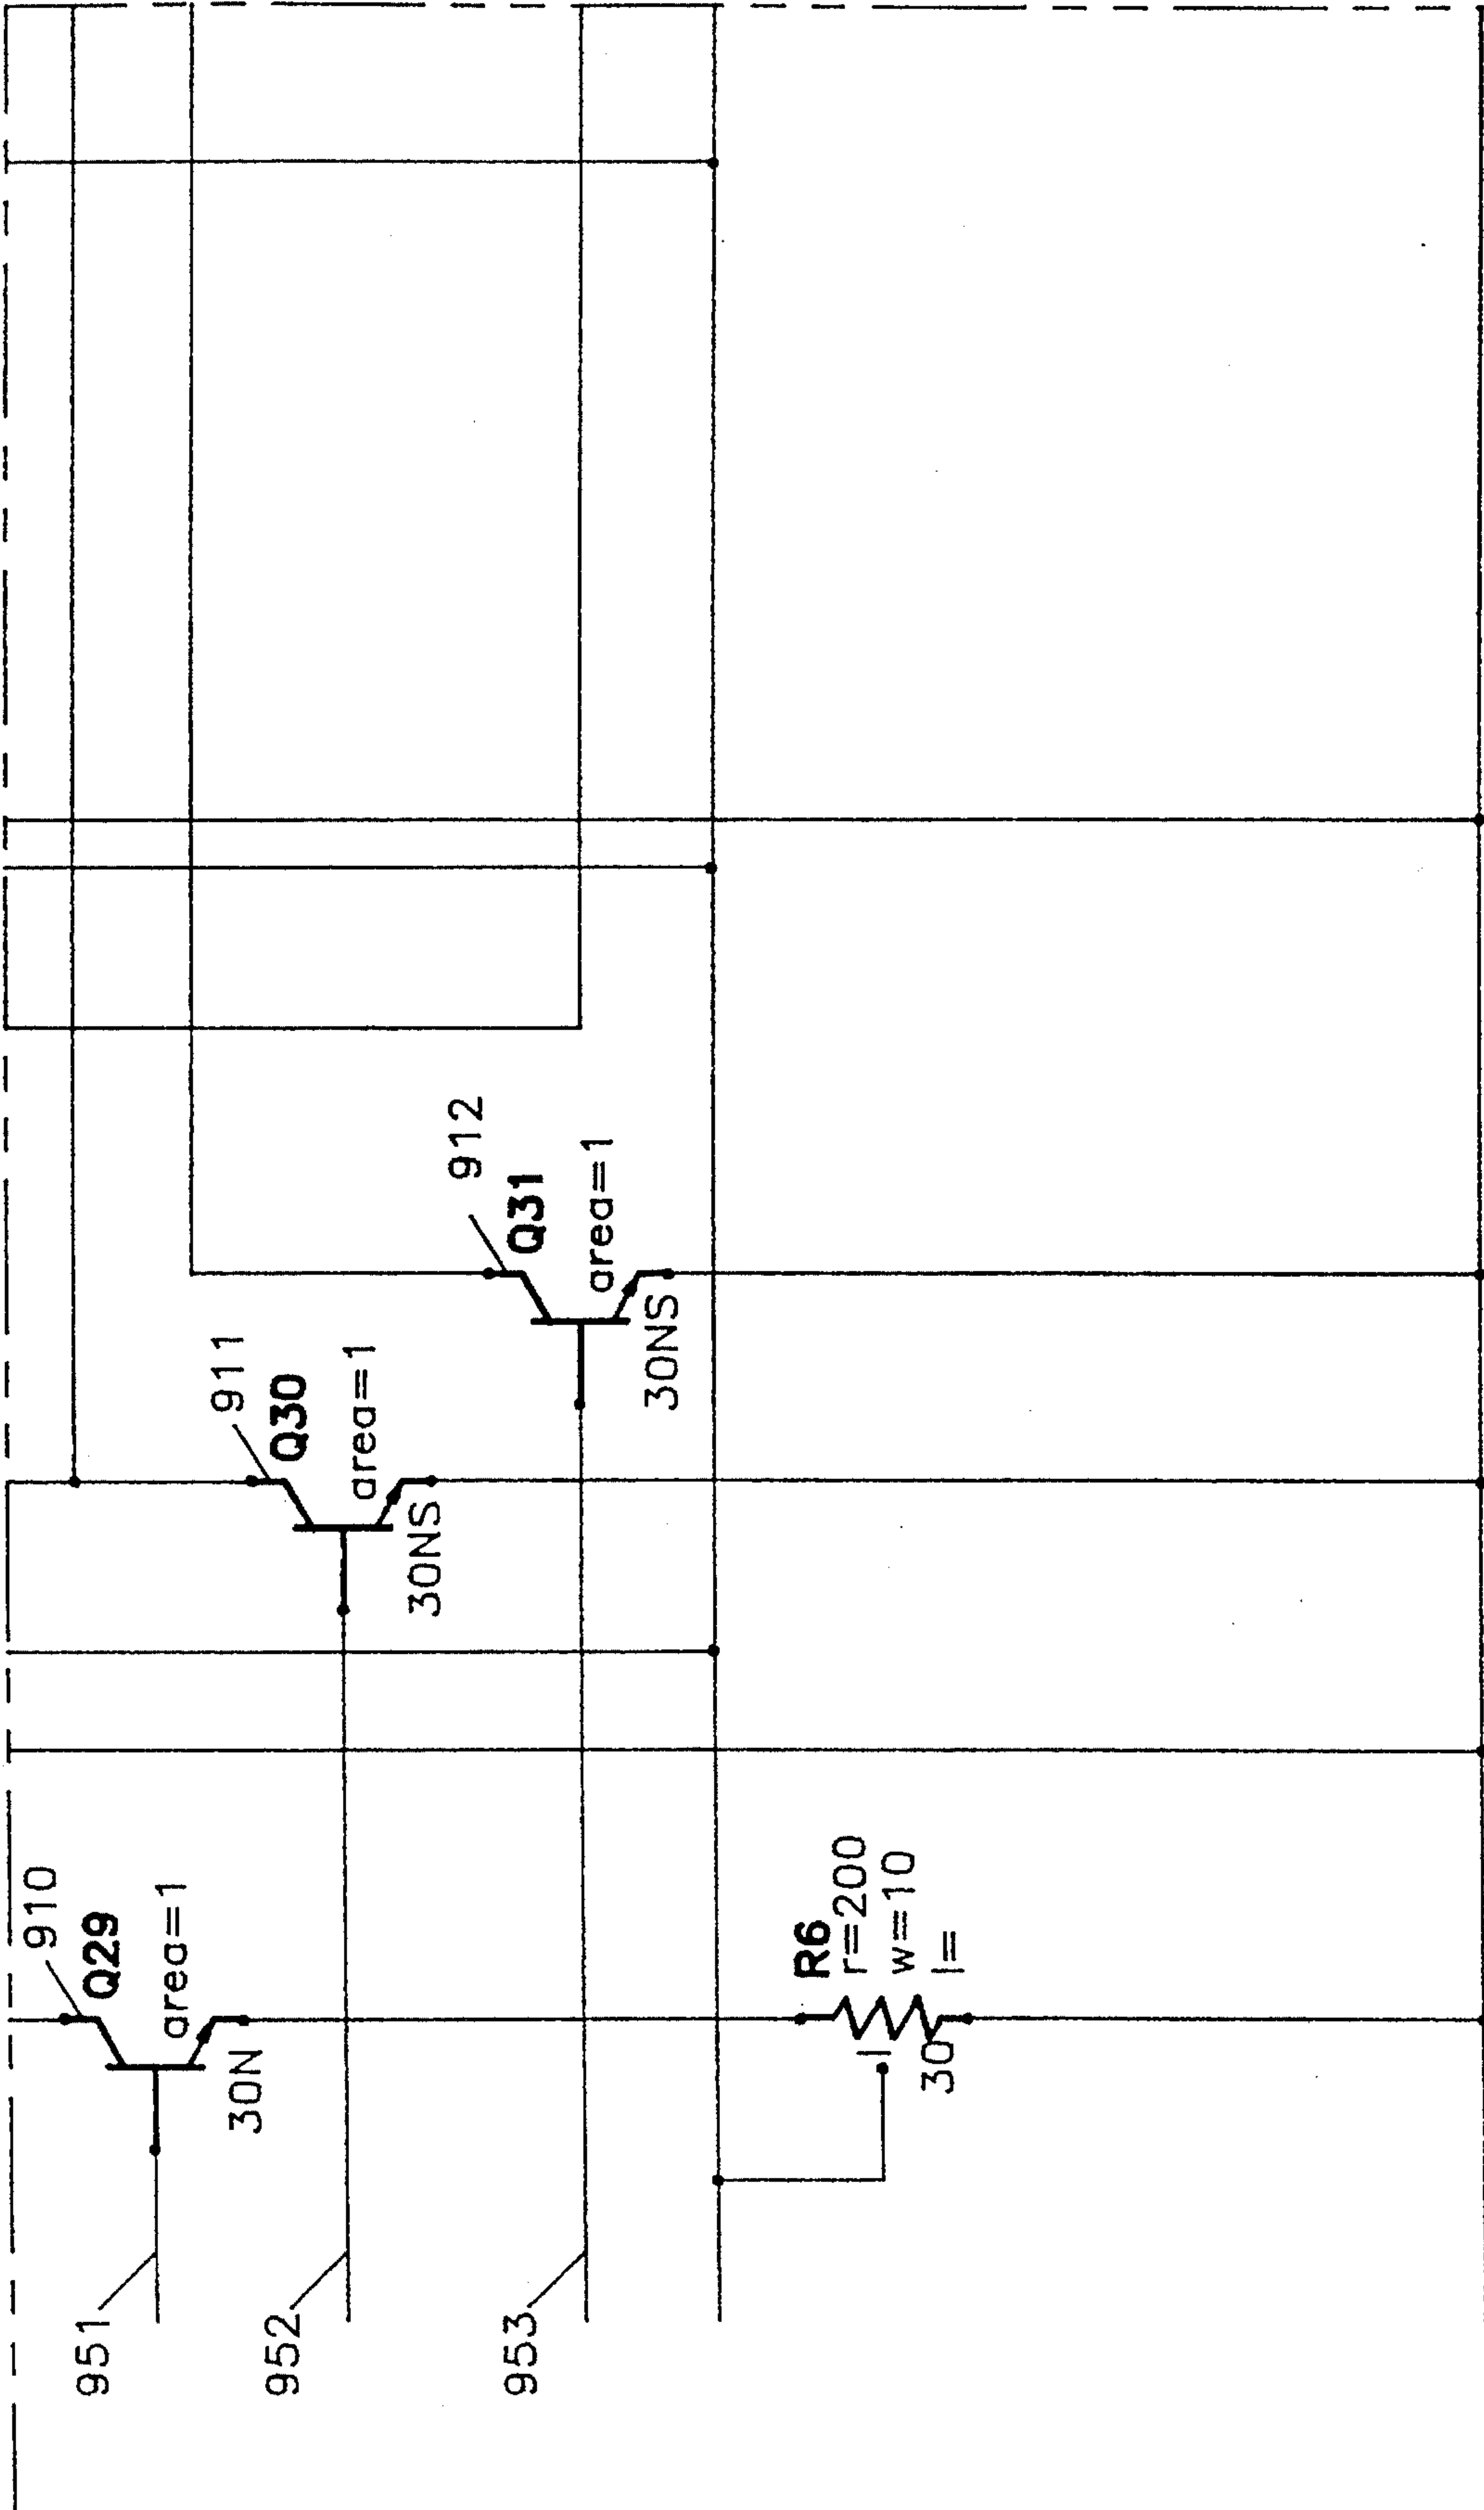 910
Q29
area=1
30N
951
911
Q30
area=1
30NS
952
912
Q31
area=1
30NS
953
R6
r=200
w=10
l=
30